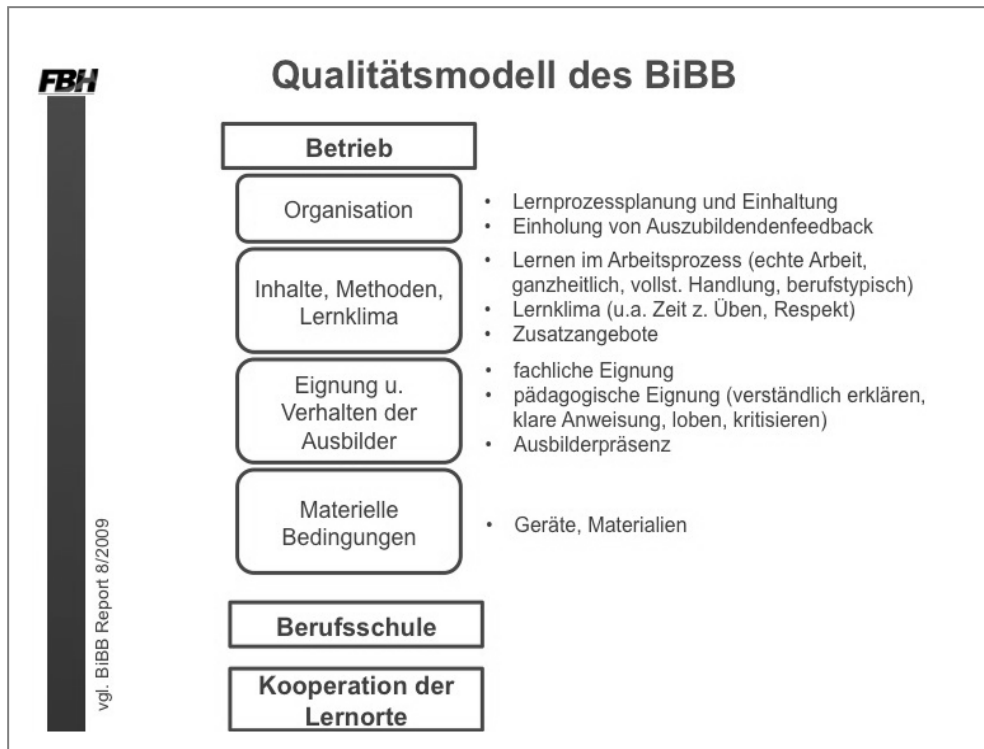 FBH
Qualitätsmodell des BiBB
Betrieb
Organisation
• Lernprozessplanung und Einhaltung
• Einholung von Auszubildendenfeedback
Inhalte, Methoden,
Lernklima
• Lernen im Arbeitsprozess (echte Arbeit,
ganzheitlich, vollst. Handlung, berufstypisch)
• Lernklima (u.a. Zeit z. Üben, Respekt)
• Zusatzangebote
Eignung u.
Verhalten der
Ausbilder
• fachliche Eignung
• pädagogische Eignung (verständlich erklären,
klare Anweisung, loben, kritisieren)
• Ausbilderpräsenz
Materielle
Bedingungen
• Geräte, Materialien
Berufsschule
Kooperation der
Lernorte
vgl. BiBB Report 8/2009